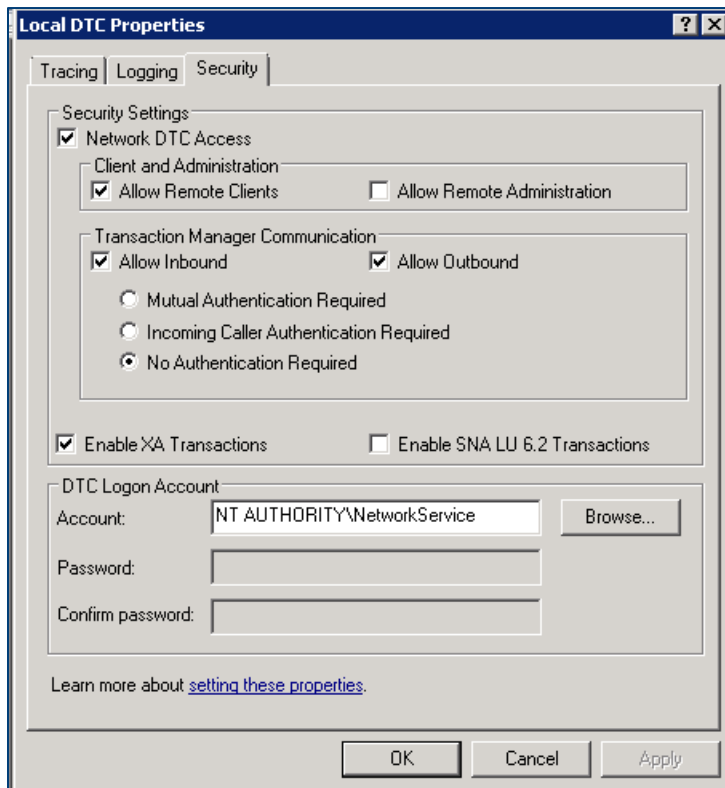 Local DTC Properties
Tracing Logging Security
Security Settings
Network DTC Access
Client and Administration
Allow Remote Clients Allow Remote Administration
Transaction Manager Communication
Allow Inbound Allow Outbound
Mutual Authentication Required
Incoming Caller Authentication Required
No Authentication Required
Enable XA Transactions Enable SNA LU 6.2 Transactions
DTC Logon Account
Account: NT AUTHORITY\NetworkService Browse...
Password:
Confirm password:
Learn more about setting these properties.
OK Cancel Apply